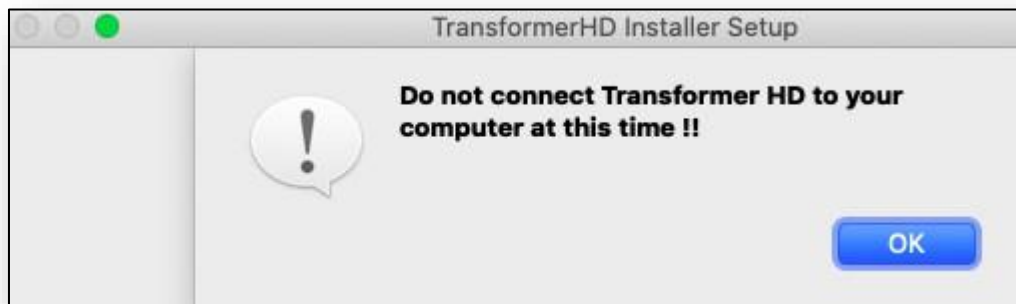 TransformerHD Installer Setup
Do not connect Transformer HD to your
computer at this time !!
OK